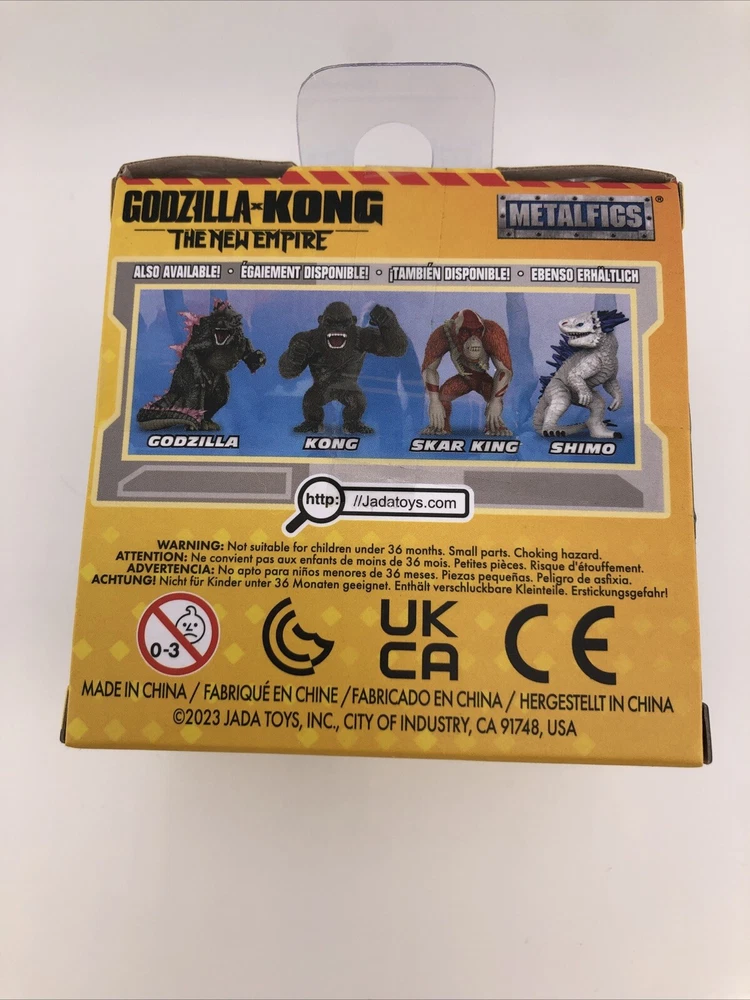 GODZILLA x KONG
THE NEW EMPIRE
METALFIGS®
ALSO AVAILABLE! • ÉGAIEMENT DISPONIBLE! • ¡TAMBIÉN DISPONIBLE! • EBENSO ERHÄLTLICH
GODZILLA KONG SKAR KING SHIMO
http: //Jadatoys.com
WARNING: Not suitable for children under 36 months. Small parts. Choking hazard.
ATTENTION: Ne convient pas aux enfants de moins de 36 mois. Petites pièces. Risque d'étouffement.
ADVERTENCIA: No apto para niños menores de 36 meses. Piezas pequeñas. Peligro de asfixia.
ACHTUNG! Nicht für Kinder unter 36 Monaten geeignet. Enthält verschluckbare Kleinteile. Erstickungsgefahr!
0-3
UK
CA
CE
MADE IN CHINA / FABRIQUÉ EN CHINE / FABRICADO EN CHINA / HERGESTELLT IN CHINA
©2023 JADA TOYS, INC., CITY OF INDUSTRY, CA 91748, USA